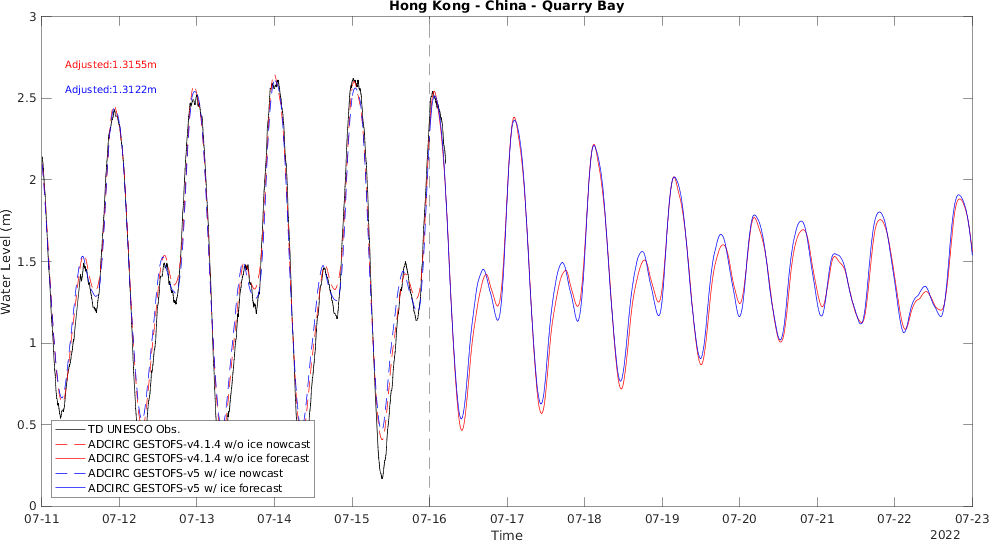 Hong Kong - China - Quarry Bay
3
Adjusted:1.3155m
Adjusted:1.3122m
2.5
2
1.5
1
0.5
0
Water Level (m)
TD UNESCO Obs.
ADCIRC GESTOFS-v4.1.4 w/o ice nowcast
ADCIRC GESTOFS-v4.1.4 w/o ice forecast
ADCIRC GESTOFS-v5 w/ ice nowcast
ADCIRC GESTOFS-v5 w/ ice forecast
07-11 07-12 07-13 07-14 07-15 07-16 07-17 07-18 07-19 07-20 07-21 07-22 07-23
Time
2022